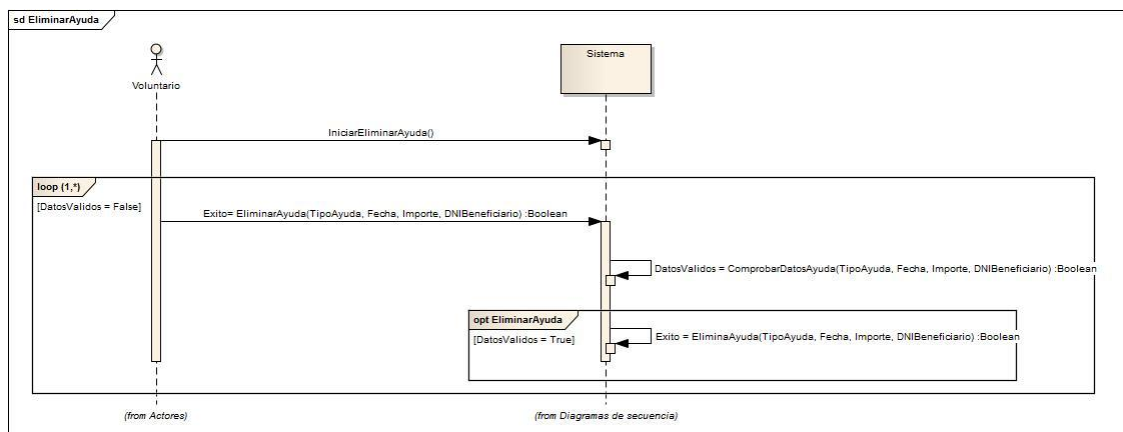 sd EliminarAyuda
Voluntario
Sistema
IniciarEliminarAyuda()
loop (1,*)
[DatosValidos = False]
Exito= EliminarAyuda(TipoAyuda, Fecha, Importe, DNIBeneficiario) :Boolean
DatosValidos = ComprobarDatosAyuda(TipoAyuda, Fecha, Importe, DNIBeneficiario) :Boolean
opt EliminarAyuda
[DatosValidos = True]
Exito = EliminaAyuda(TipoAyuda, Fecha, Importe, DNIBeneficiario) :Boolean
(from Actores)
(from Diagramas de secuencia)